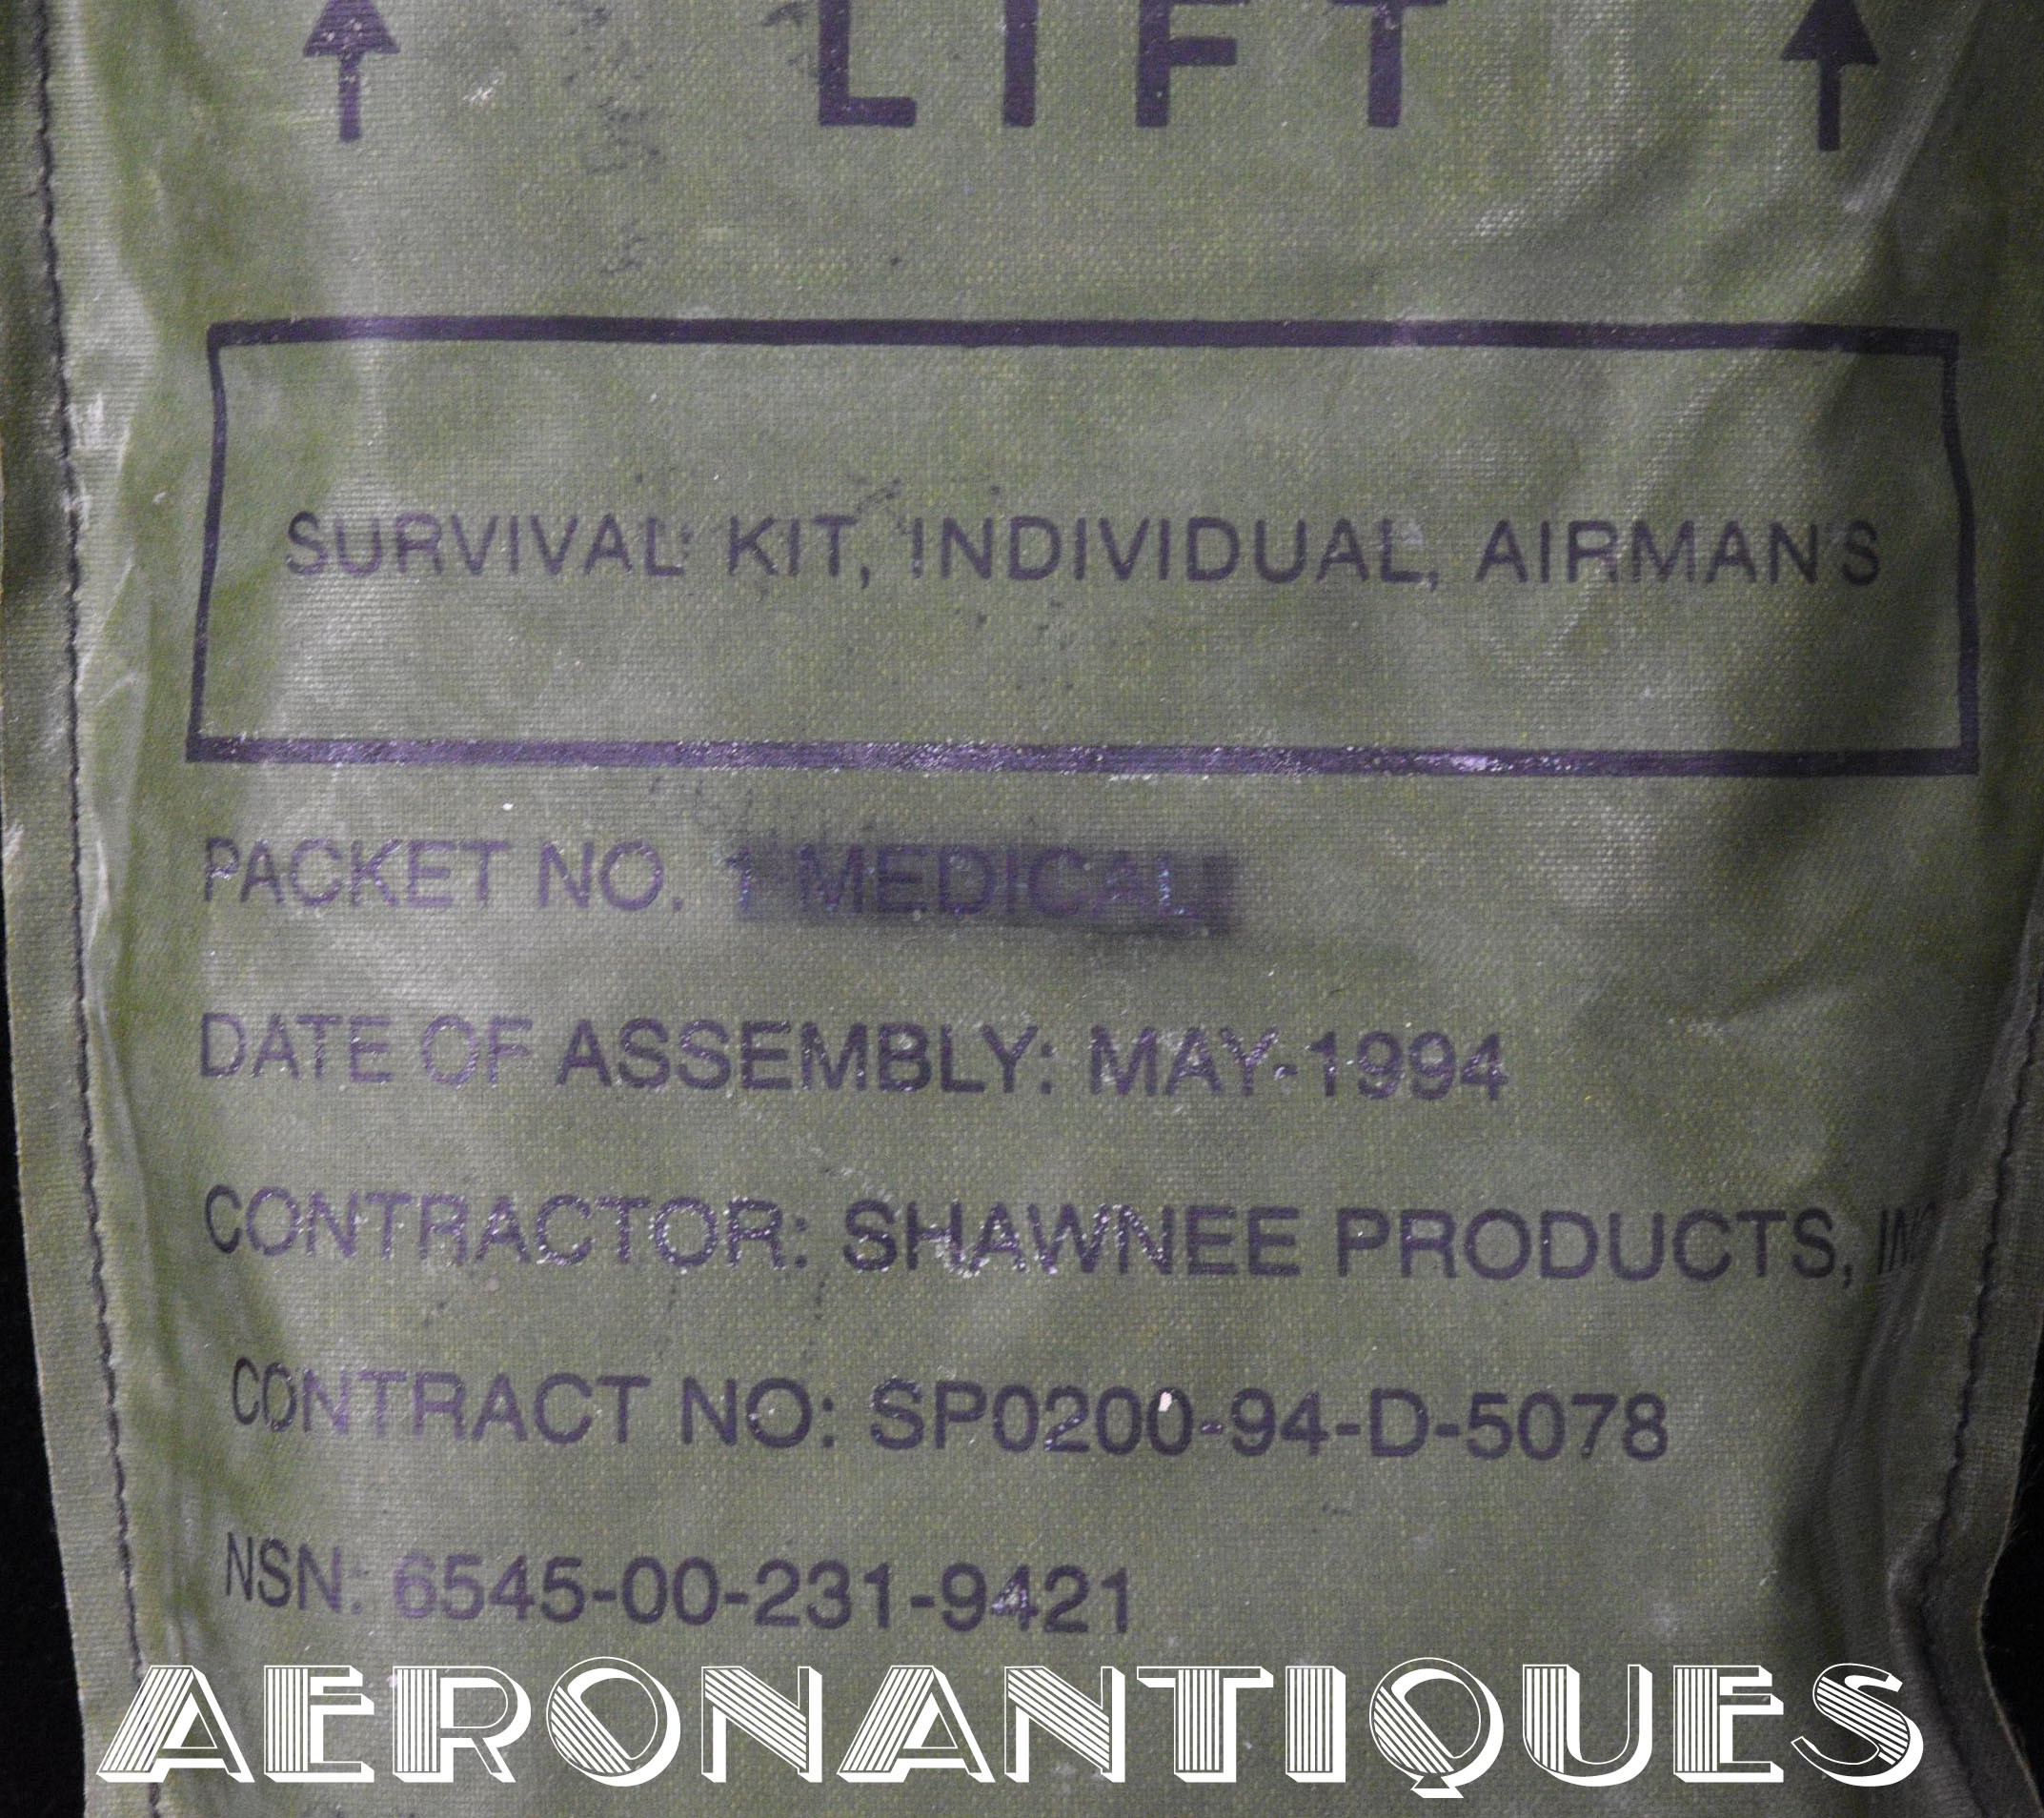 LIFT
SURVIVAL KIT, INDIVIDUAL, AIRMAN'S
PACKET NO. 1 MEDICAL
DATE OF ASSEMBLY: MAY-1994
CONTRACTOR: SHAWNEE PRODUCTS, INC
CONTRACT NO: SP0200-94-D-5078
NSN: 6545-00-231-9421
AERONANTIQUES